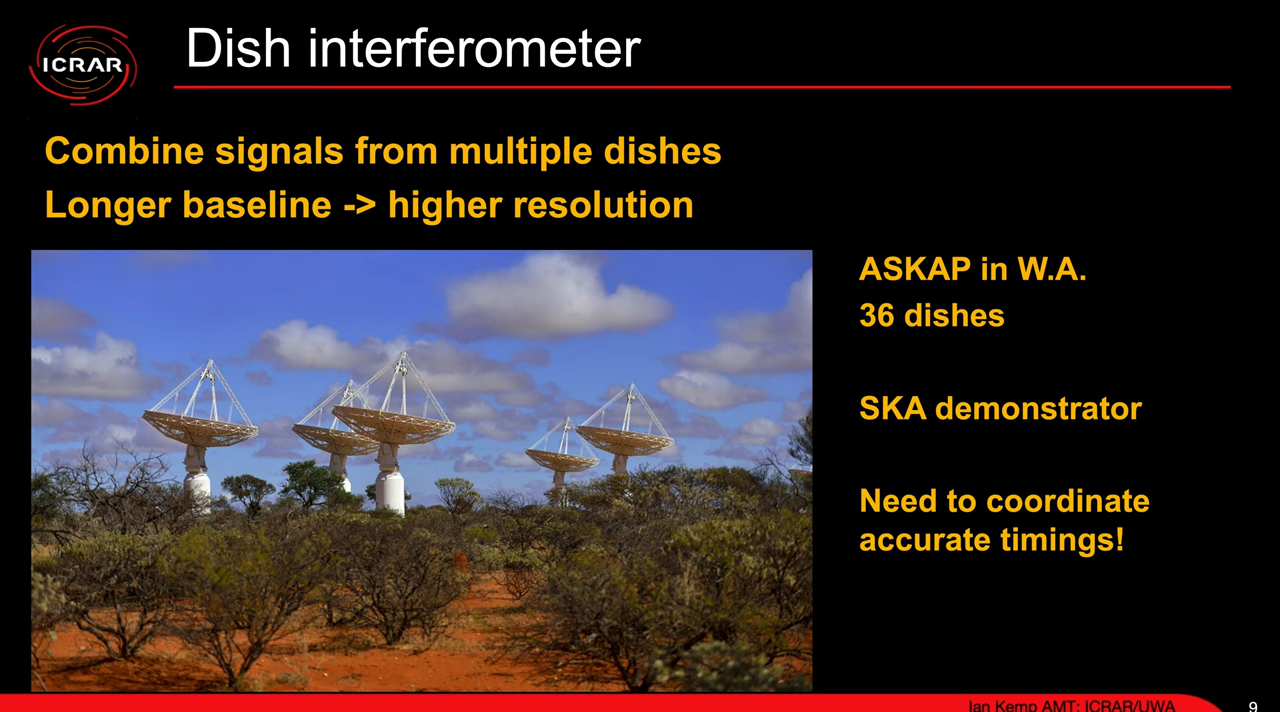 ICRAR
Dish interferometer
Combine signals from multiple dishes
Longer baseline -> higher resolution
ASKAP in W.A.
36 dishes
SKA demonstrator
Need to coordinate
accurate timings!
Ian Kemp AMT: ICRAR/UWA
9